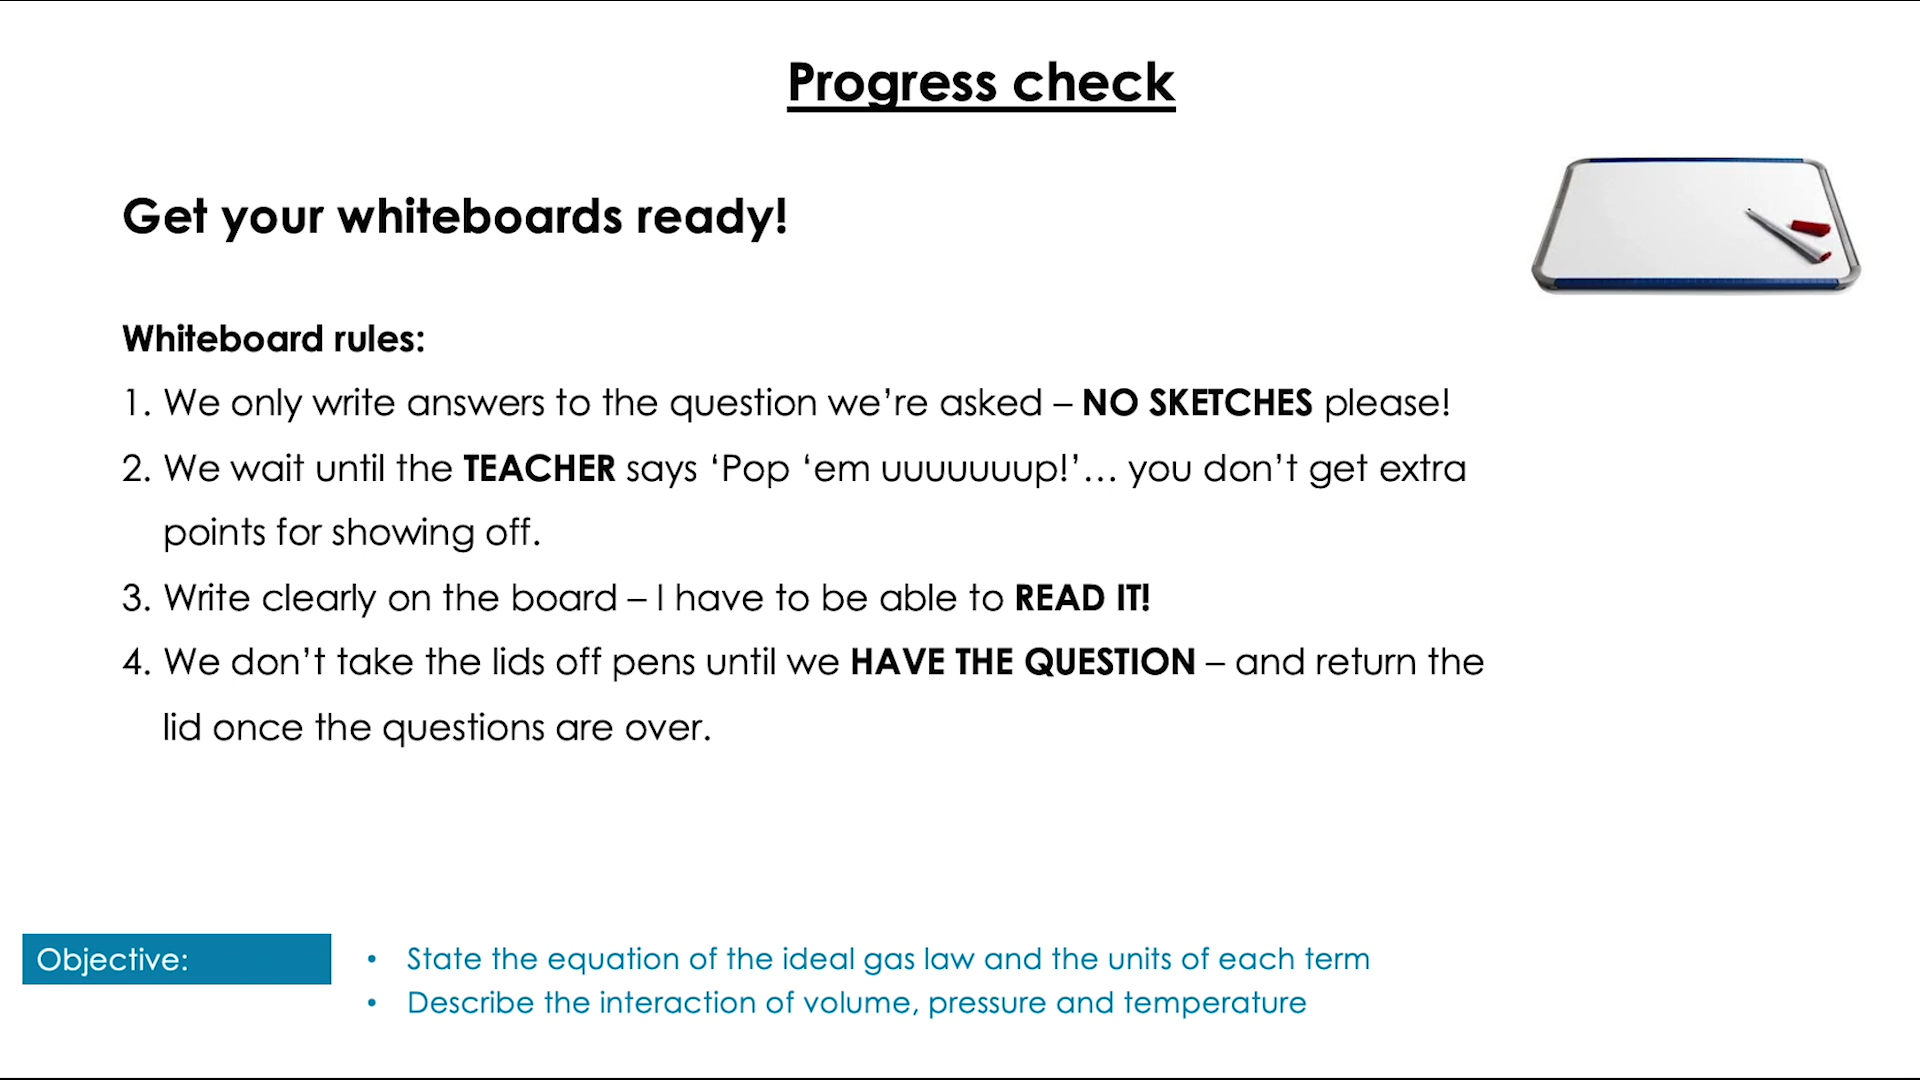 Progress check
Get your whiteboards ready!
Whiteboard rules:
1. We only write answers to the question we’re asked – NO SKETCHES please!
2. We wait until the TEACHER says ‘Pop ‘em uuuuuuup!’… you don’t get extra
points for showing off.
3. Write clearly on the board – I have to be able to READ IT!
4. We don’t take the lids off pens until we HAVE THE QUESTION – and return the
lid once the questions are over.
Objective:
• State the equation of the ideal gas law and the units of each term
• Describe the interaction of volume, pressure and temperature